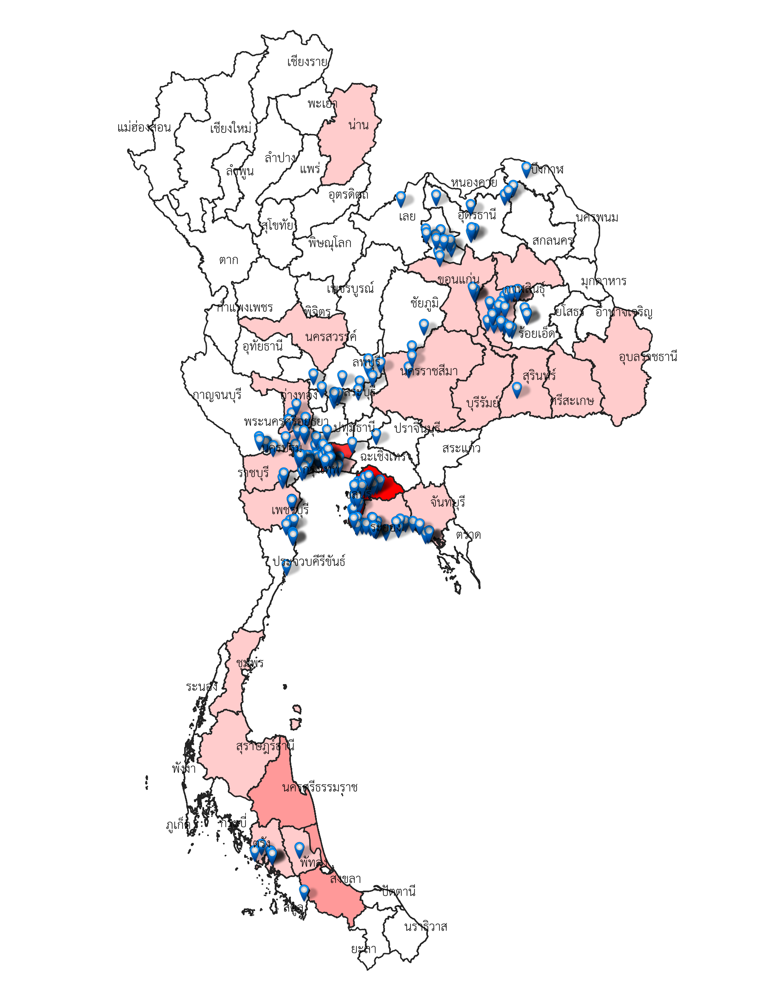 เชียงราย
พะเยา
น่าน
แม่ฮ่องสอน
เชียงใหม่
ลำปาง
แพร่
ลำพูน
บึงกาฬ
หนองคาย
อุตรดิตถ์
เลย
อุดรธานี
นครพนม
สุโขทัย
พิษณุโลก
สกลนคร
ตาก
ขอนแก่น
มุกดาหาร
เพชรบูรณ์
กาฬสินธุ์
ชัยภูมิ
กำแพงเพชร
พิจิตร
ยโสธร
อำนาจเจริญ
ร้อยเอ็ด
นครสวรรค์
อุทัยธานี
อุบลราชธานี
ลพบุรี
นครราชสีมา
สุรินทร์
สระบุรี
กาญจนบุรี
อ่างทอง
บุรีรัมย์
ศรีสะเกษ
พระนครศรีอยุธยา
ปทุมธานี
ปราจีนบุรี
นครปฐม
สระแก้ว
ฉะเชิงเทรา
ราชบุรี
กรุงเทพ
ชลบุรี
จันทบุรี
เพชรบุรี
ระยอง
ตราด
ประจวบคีรีขันธ์
ชุมพร
ระนอง
สุราษฎร์ธานี
พังงา
นครศรีธรรมราช
ภูเก็ต
กระบี่
ตรัง
พัทลุง
สงขลา
ปัตตานี
สตูล
นราธิวาส
ยะลา